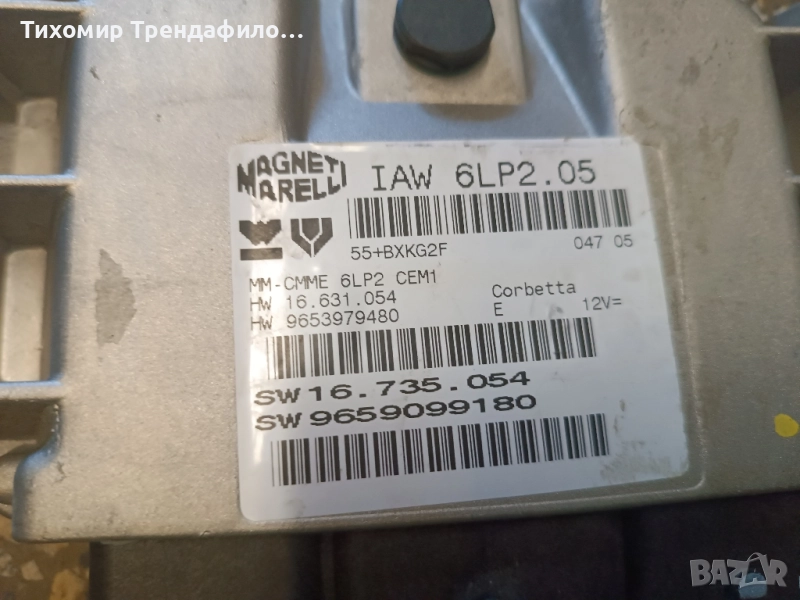 Тихомир Трендафило...
MAGNETI
MARELLI
IAW 6LP2.05
55+BXKG2F 047 05
MM-CMME 6LP2 CEM1
HW 16.631.054 Corbetta
HW 9653979480 E 12V=
SW 16.735.054
SW 9659099180
BAZAR